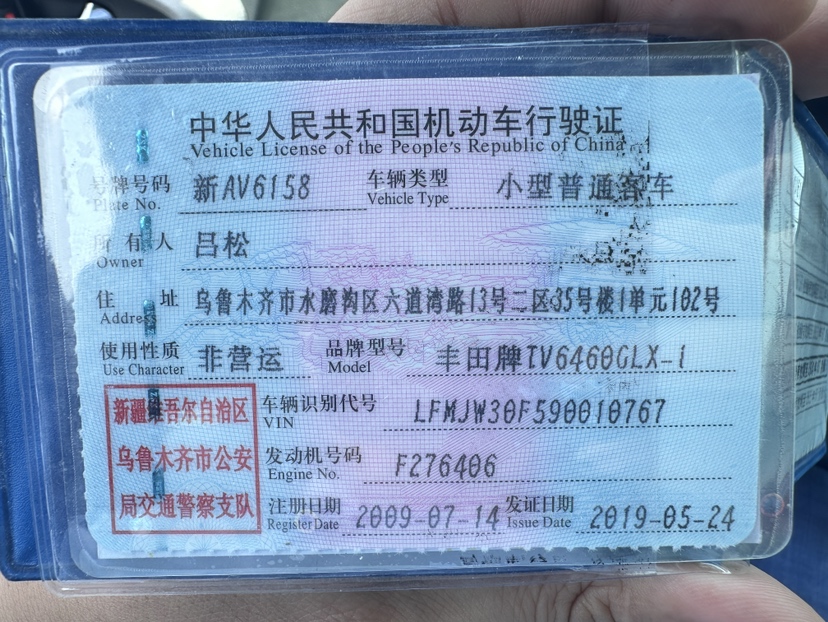 中华人民共和国机动车行驶证
Vehicle License of the People's Republic of China
号牌号码 新AV6158 车辆类型 小型普通客车
Plate No. Vehicle Type
所有人 吕松
Owner
住址 乌鲁木齐市水磨沟区六道湾路13号二区35号楼1单元102号
Address
使用性质 非营运 品牌型号 丰田牌TV6460GLX-1
Use Character Model
新疆维吾尔自治区 车辆识别代号 LFMJW30F590010767
VIN
乌鲁木齐市公安 发动机号码 F276406
Engine No.
局交通警察支队 注册日期 2009-07-14 发证日期 2019-05-24
Register Date Issue Date